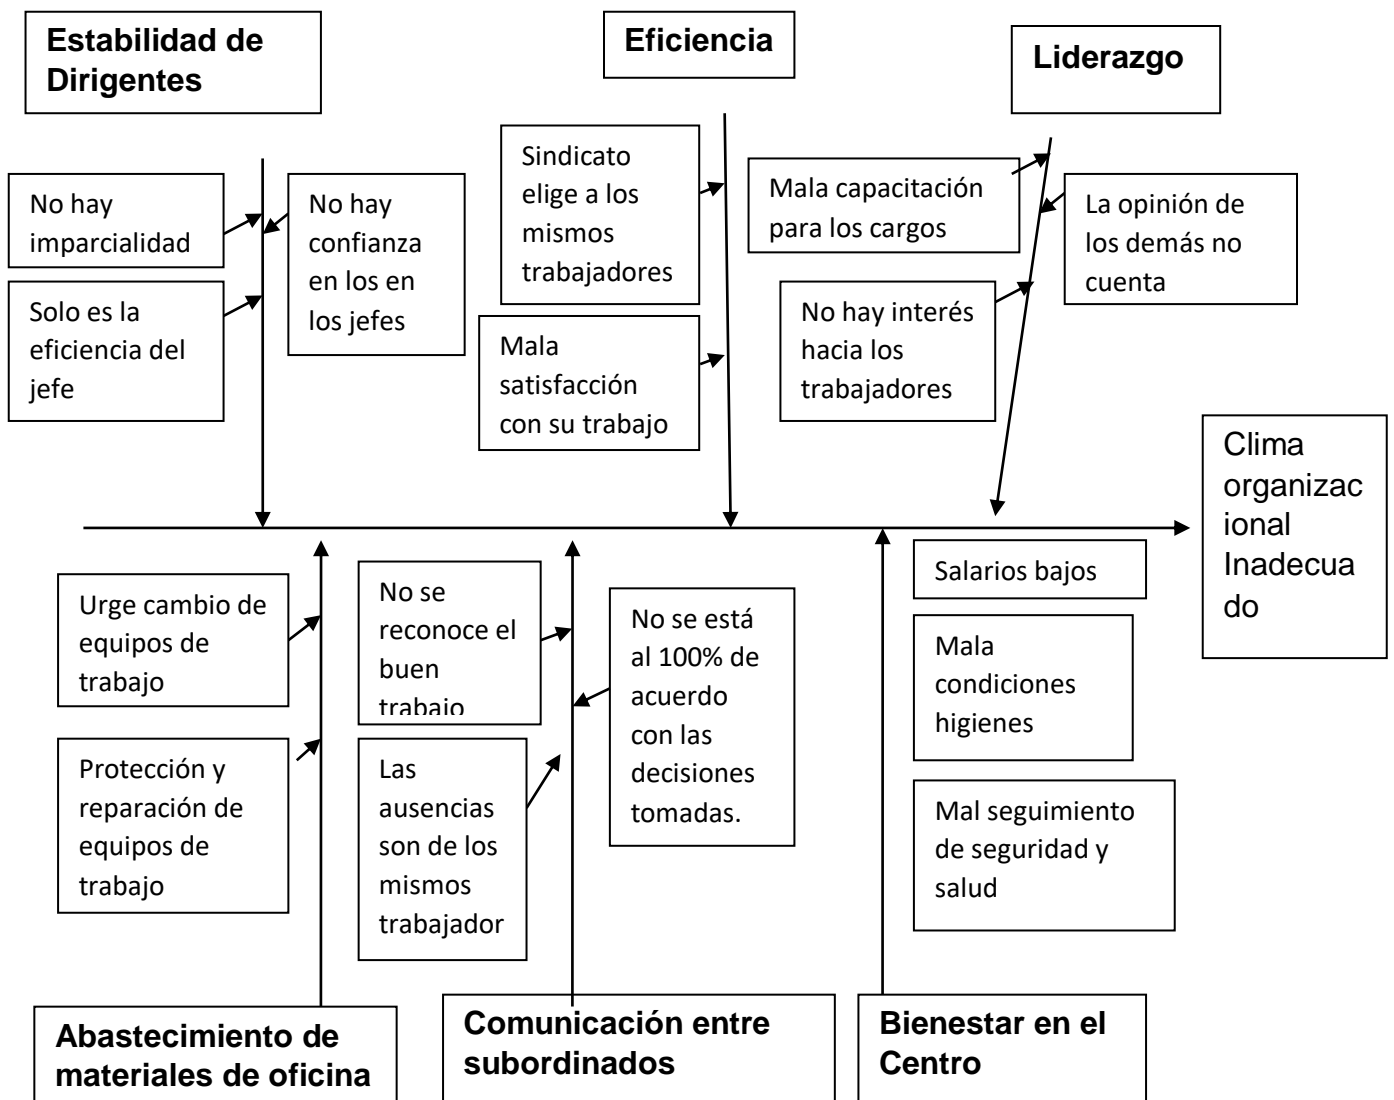 Estabilidad de
Dirigentes
Eficiencia
Liderazgo
No hay
imparcialidad
Solo es la
eficiencia del
jefe
No hay
confianza
en los en
los jefes
Sindicato
elige a los
mismos
trabajadores
Mala
satisfacción
con su trabajo
Mala capacitación
para los cargos
No hay interés
hacia los
trabajadores
La opinión de
los demás no
cuenta
Clima
organizac
ional
Inadecua
do
Urge cambio de
equipos de
trabajo
Protección y
reparación de
equipos de
trabajo
No se
reconoce el
buen
trabajo
Las
ausencias
son de los
mismos
trabajador
No se está
al 100% de
acuerdo
con las
decisiones
tomadas.
Salarios bajos
Mala
condiciones
higienes
Mal seguimiento
de seguridad y
salud
Abastecimiento de
materiales de oficina
Comunicación entre
subordinados
Bienestar en el
Centro